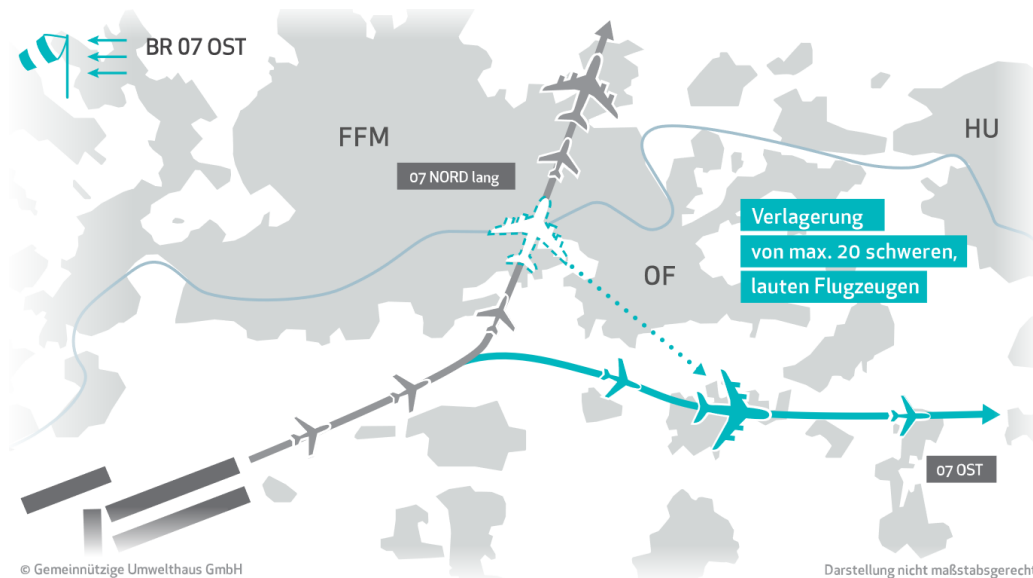 BR 07 OST
FFM
HU
07 NORD lang
Verlagerung
von max. 20 schweren,
lauten Flugzeugen
OF
07 OST
© Gemeinnützige Umwelthaus GmbH
Darstellung nicht maßstabsgerecht